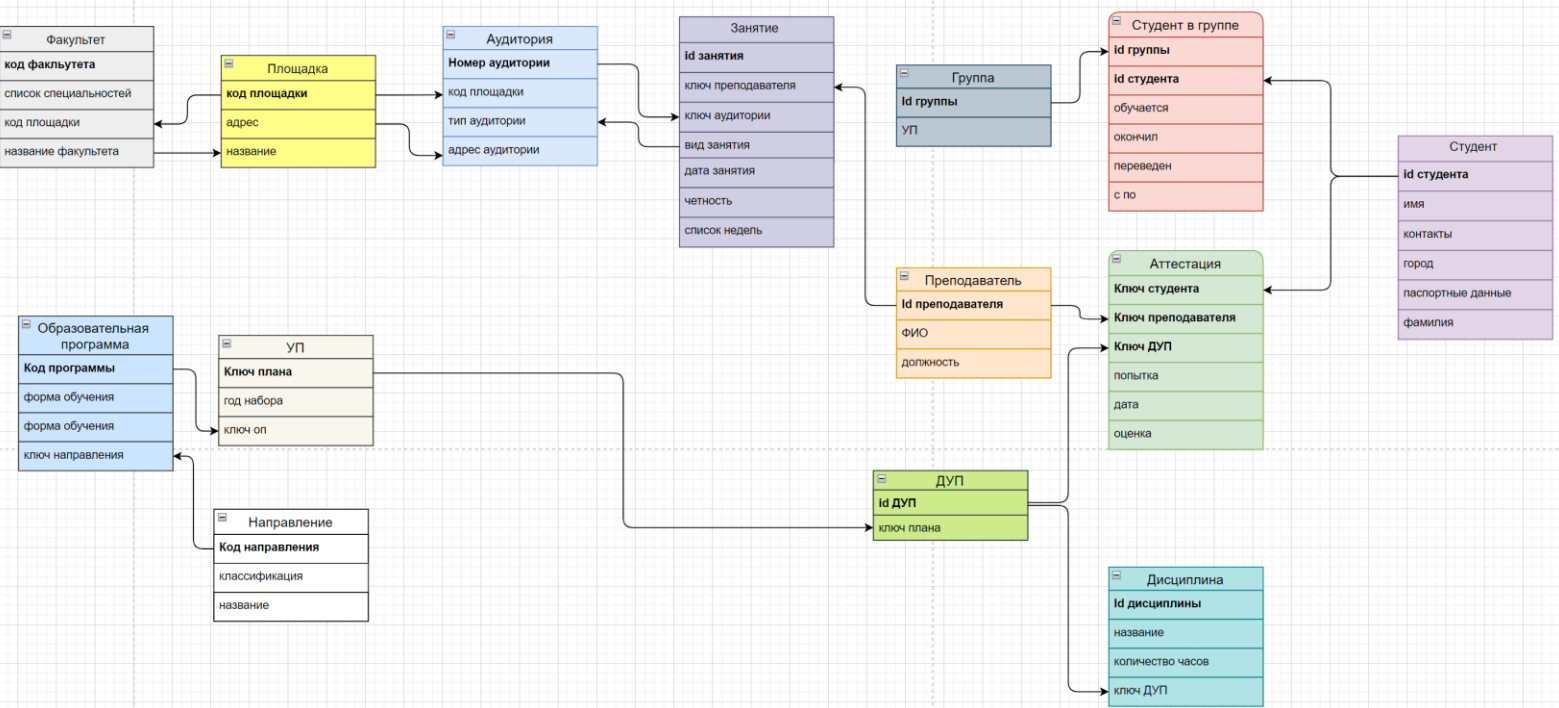 Факультет
код факльутета
список специальностей
код площадки
название факультета
Площадка
код площадки
адрес
название
Аудитория
Номер аудитории
код площадки
тип аудитории
адрес аудитории
Занятие
id занятия
ключ преподавателя
ключ аудитории
вид занятия
дата занятия
четность
список недель
Группа
Id группы
УП
Студент в группе
id группы
id студента
обучается
окончил
переведен
с по
Студент
id студента
имя
контакты
город
паспортные данные
фамилия
Преподаватель
Id преподавателя
ФИО
должность
Аттестация
Ключ студента
Ключ преподавателя
Ключ ДУП
попытка
дата
оценка
Образовательная
программа
Код программы
форма обучения
форма обучения
ключ направления
УП
Ключ плана
год набора
ключ оп
Направление
Код направления
классификация
название
ДУП
id ДУП
ключ плана
Дисциплина
Id дисциплины
название
количество часов
ключ ДУП